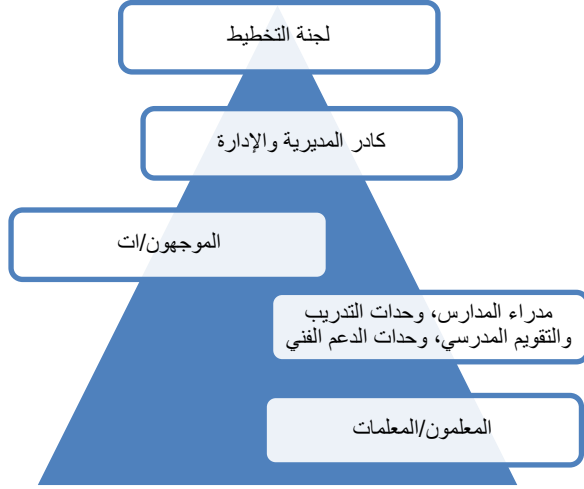 لجنة التخطيط
كادر المديرية والإدارة
الموجهون/ات
مدراء المدارس، وحدات التدريب
والتقويم المدرسي، وحدات الدعم الفني
المعلمون/المعلمات